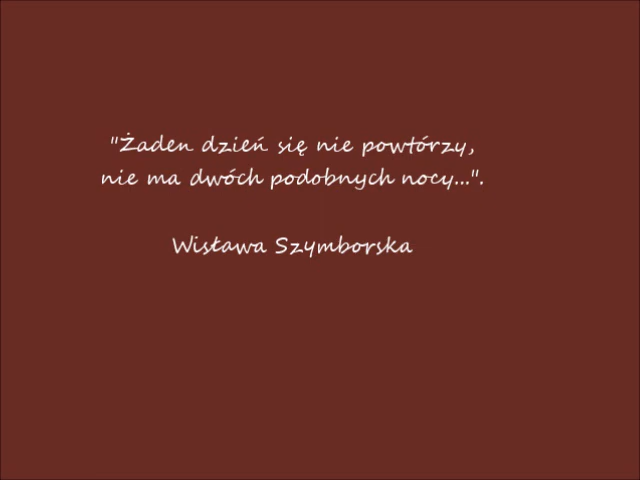 "Żaden dzień się nie powtórzy,
nie ma dwóch podobnych nocy...".
Wisława Szymborska